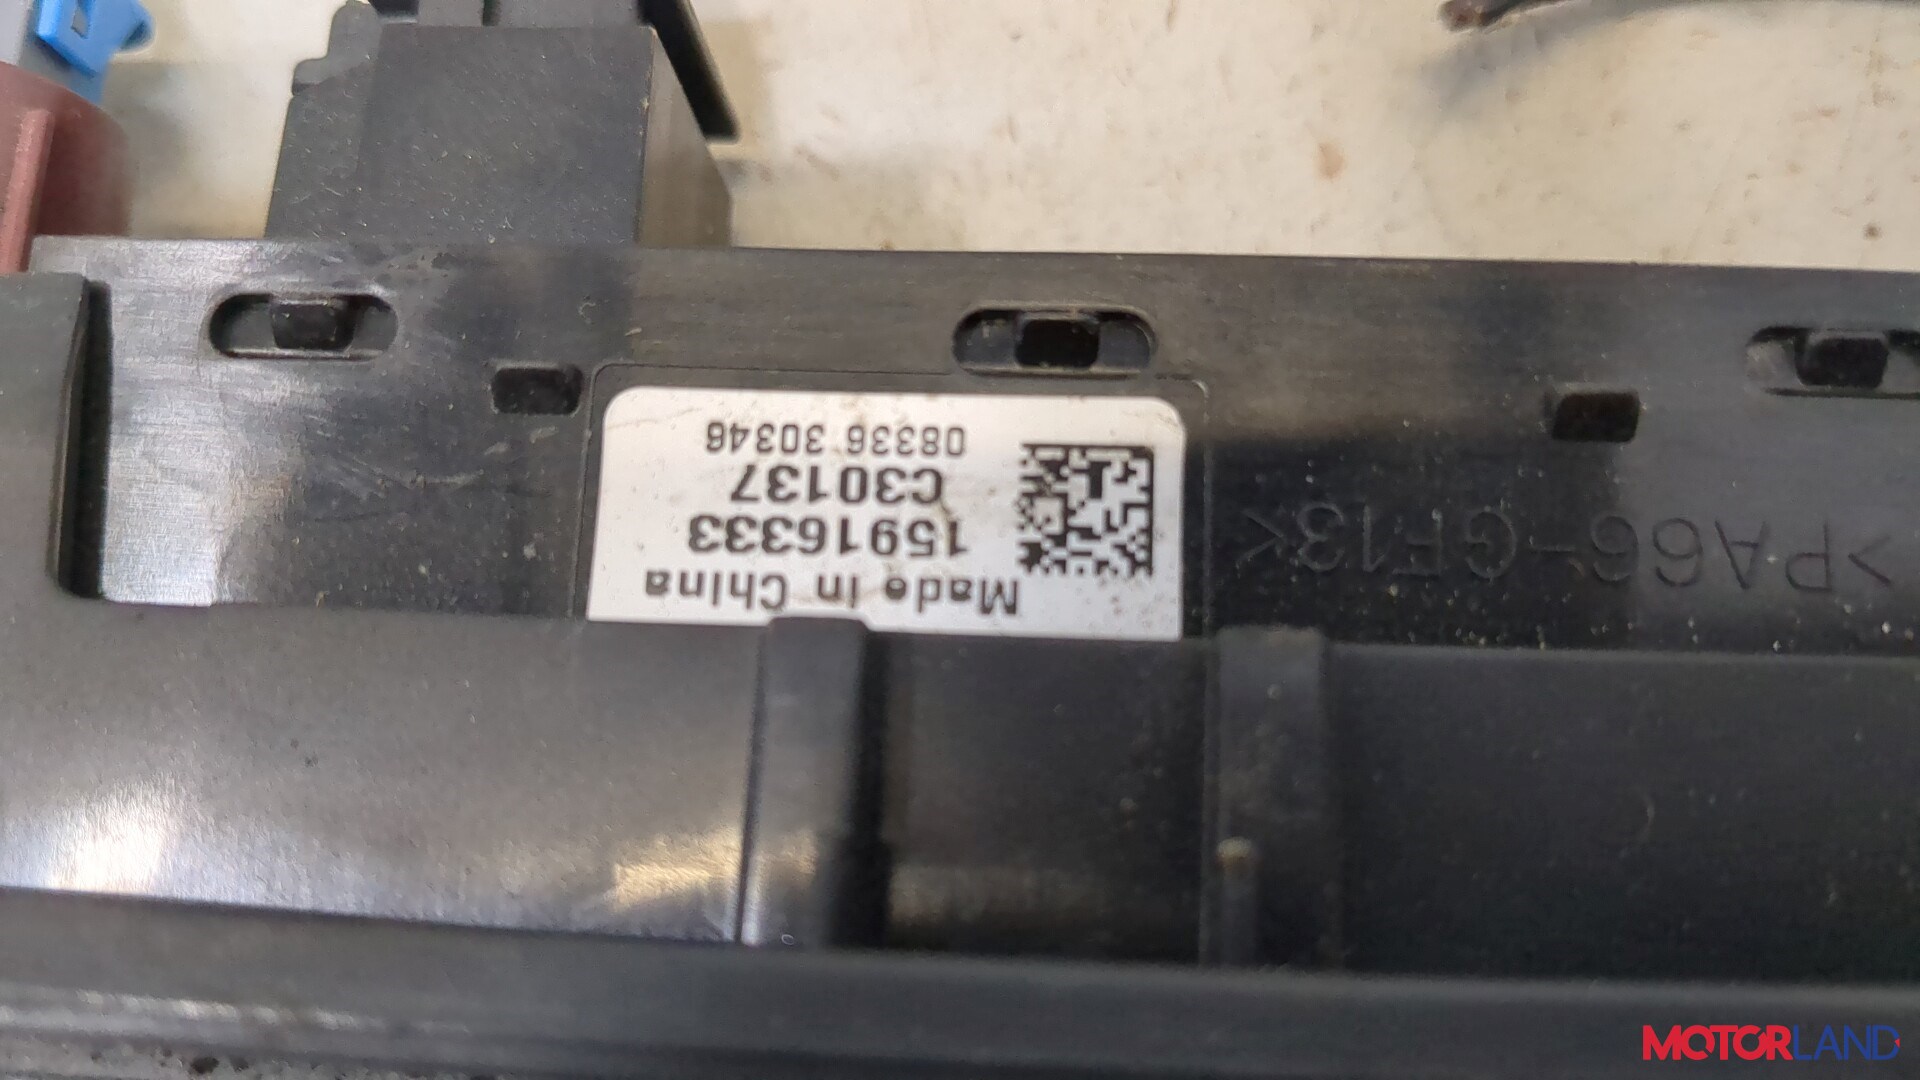 Made in China
15916333
C30137
08336 30346
>PA66-GF13<
MOTORLAND